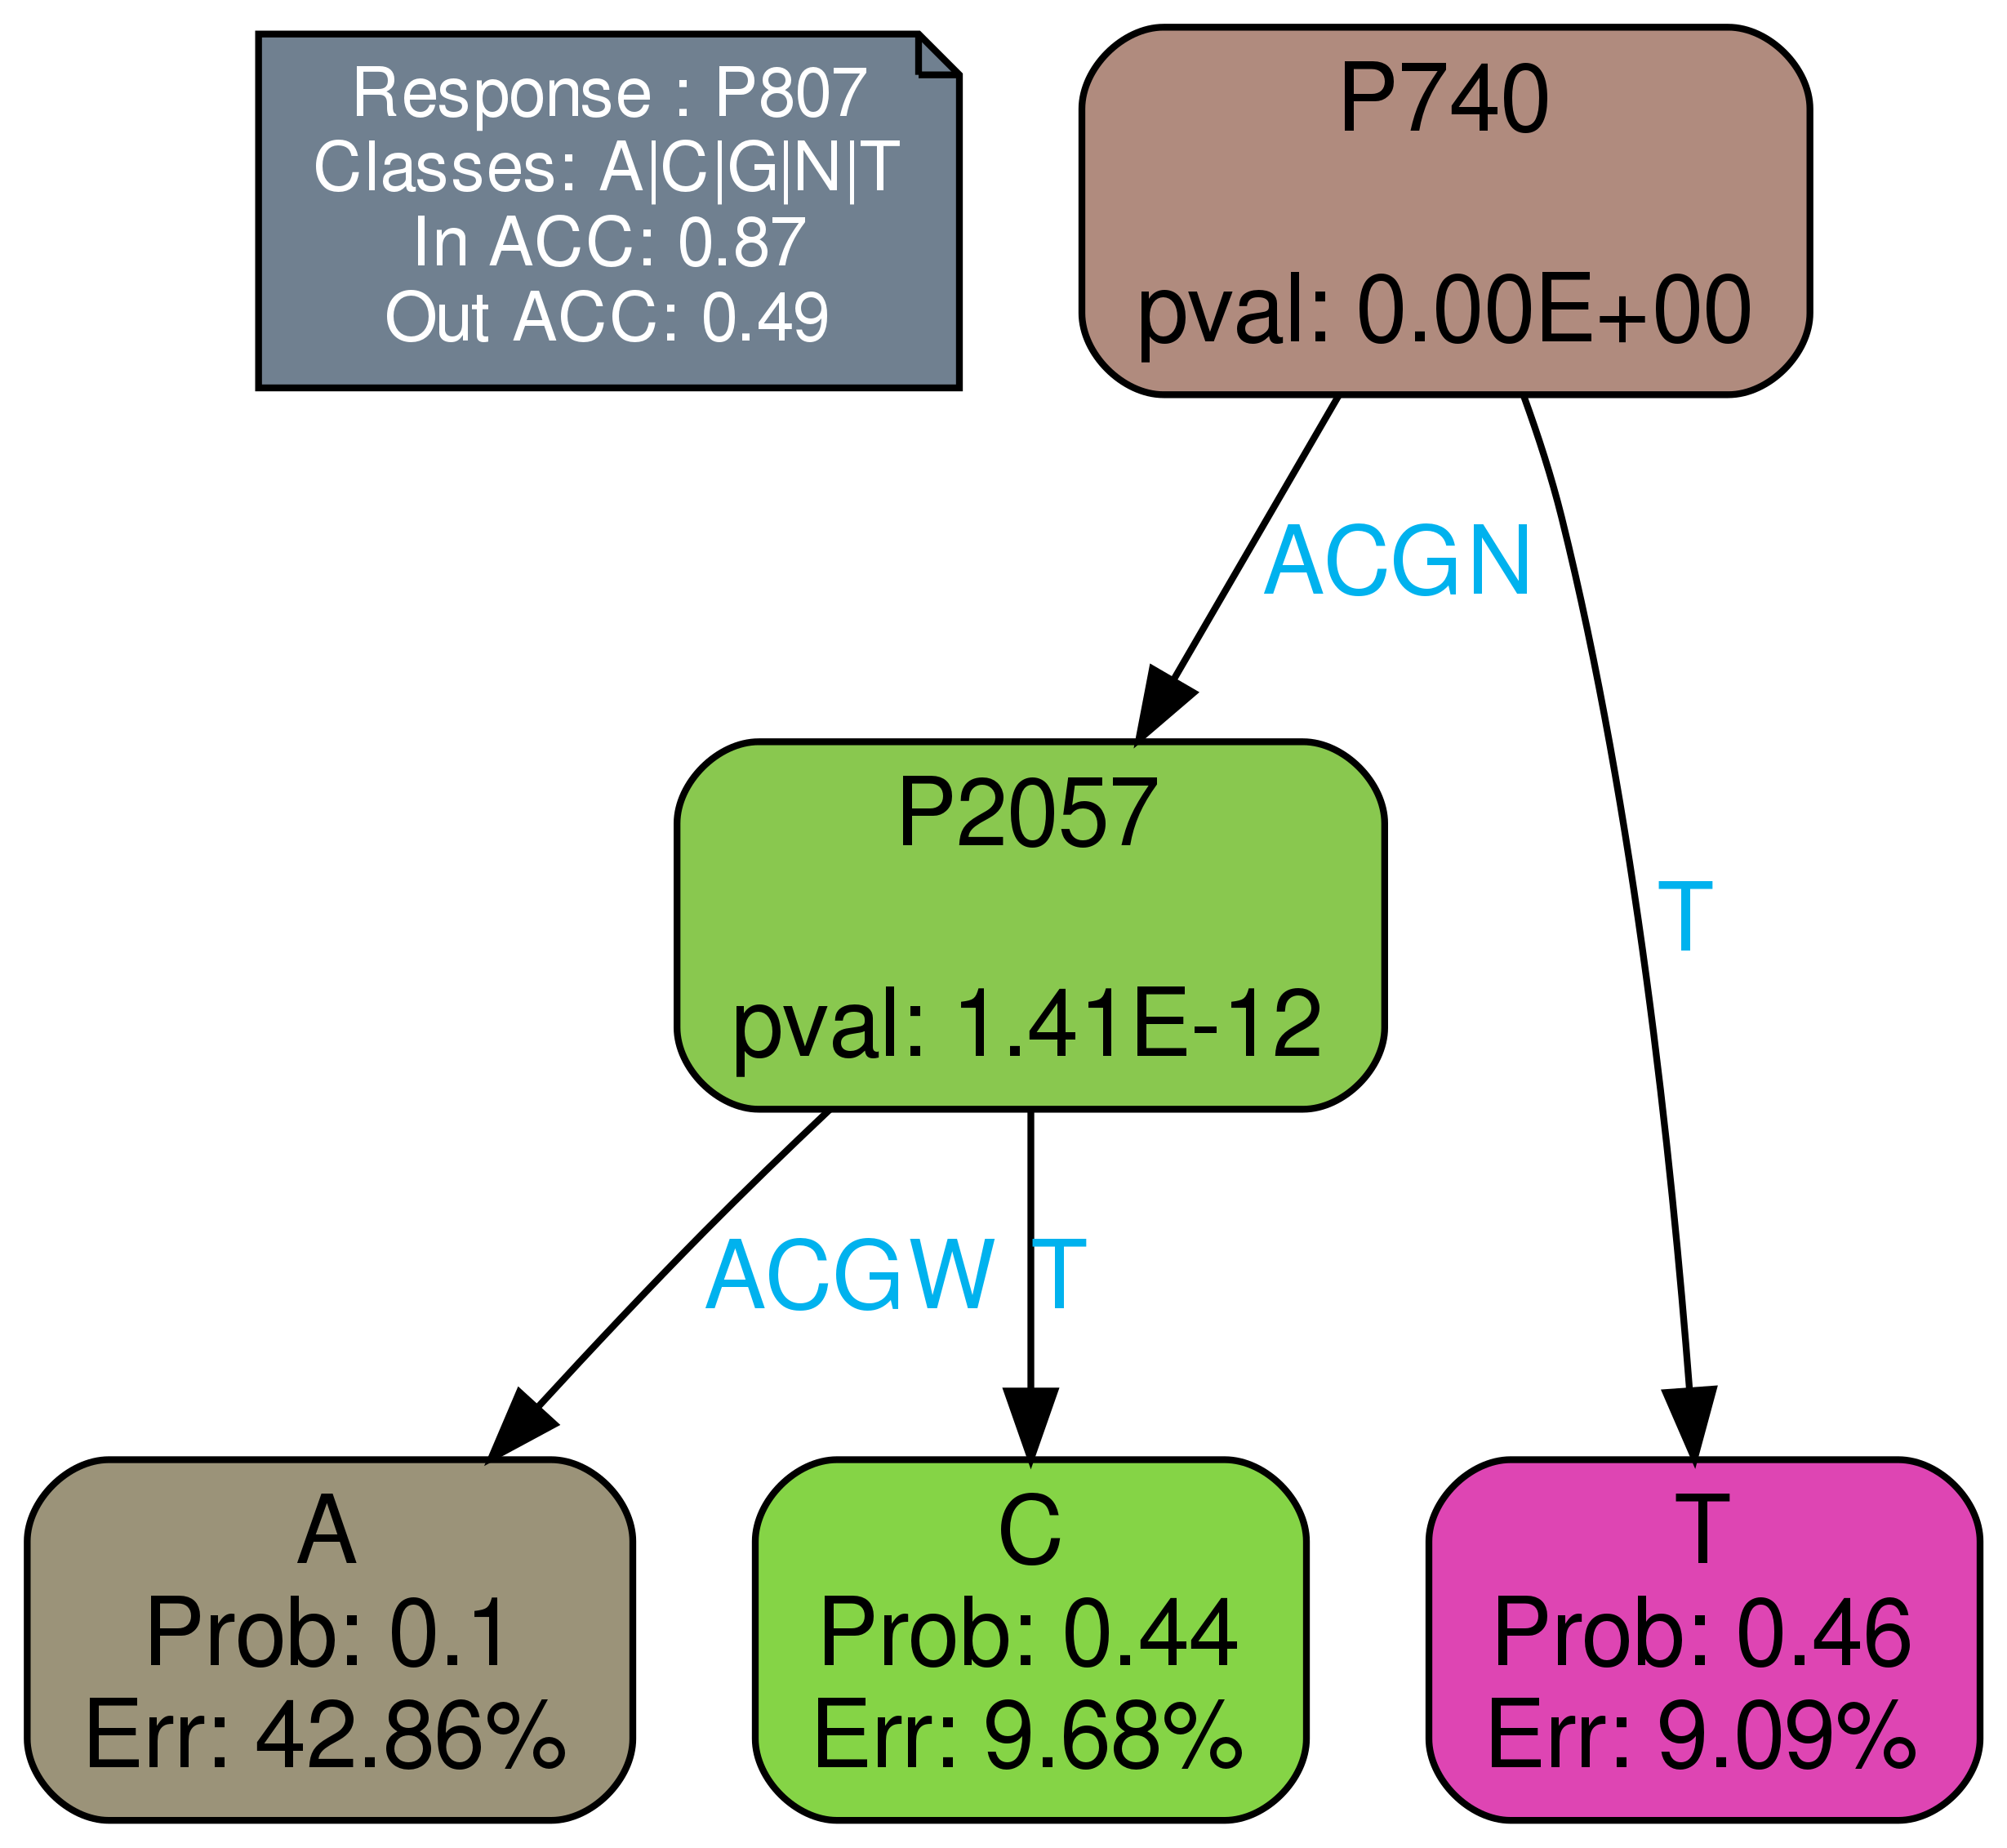 Response : P807
Classes: A|C|G|N|T
In ACC: 0.87
Out ACC: 0.49
P740
pval: 0.00E+00
ACGN
T
P2057
pval: 1.41E-12
ACGW
T
A
Prob: 0.1
Err: 42.86%
C
Prob: 0.44
Err: 9.68%
T
Prob: 0.46
Err: 9.09%